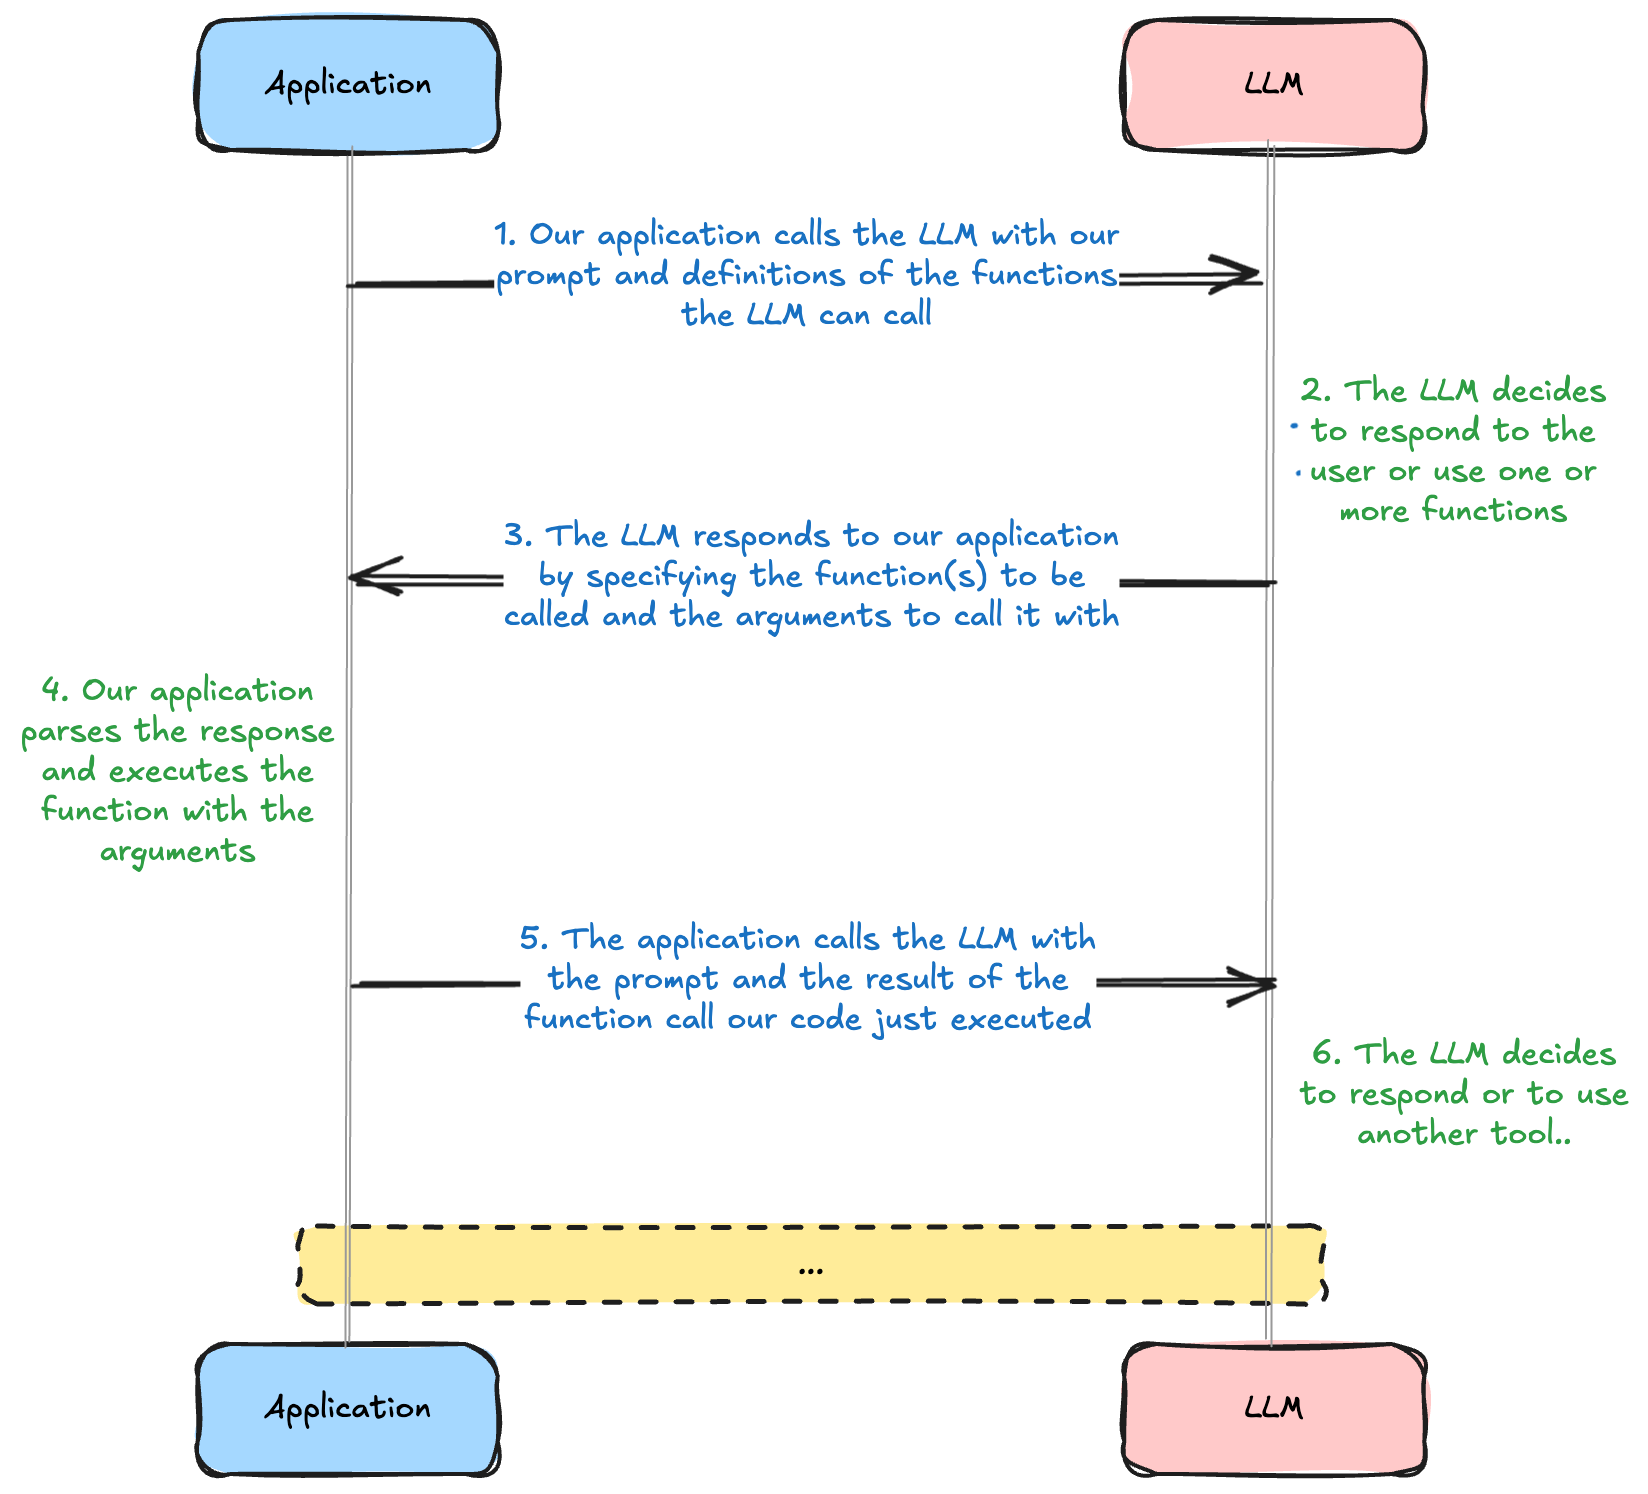 Application
LLM
1. Our application calls the LLM with our
prompt and definitions of the functions
the LLM can call
2. The LLM decides
to respond to the
user or use one or
more functions
3. The LLM responds to our application
by specifying the function(s) to be
called and the arguments to call it with
4. Our application
parses the response
and executes the
function with the
arguments
5. The application calls the LLM with
the prompt and the result of the
function call our code just executed
6. The LLM decides
to respond or to use
another tool..
...
Application
LLM